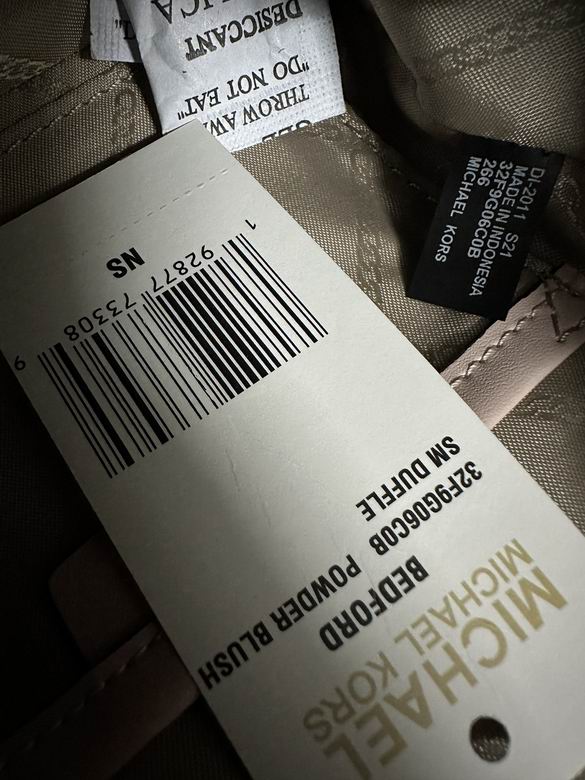 MICHAEL
MICHAEL KORS
BEDFORD
32F9G06C0B POWDER BLUSH
SM DUFFLE
1 92877 73308 9
NS
DI-2011 S21
MADE IN INDONESIA
32F9G06C0B
266
MICHAEL KORS
THROW
"DO NOT EAT"
DESICCANT